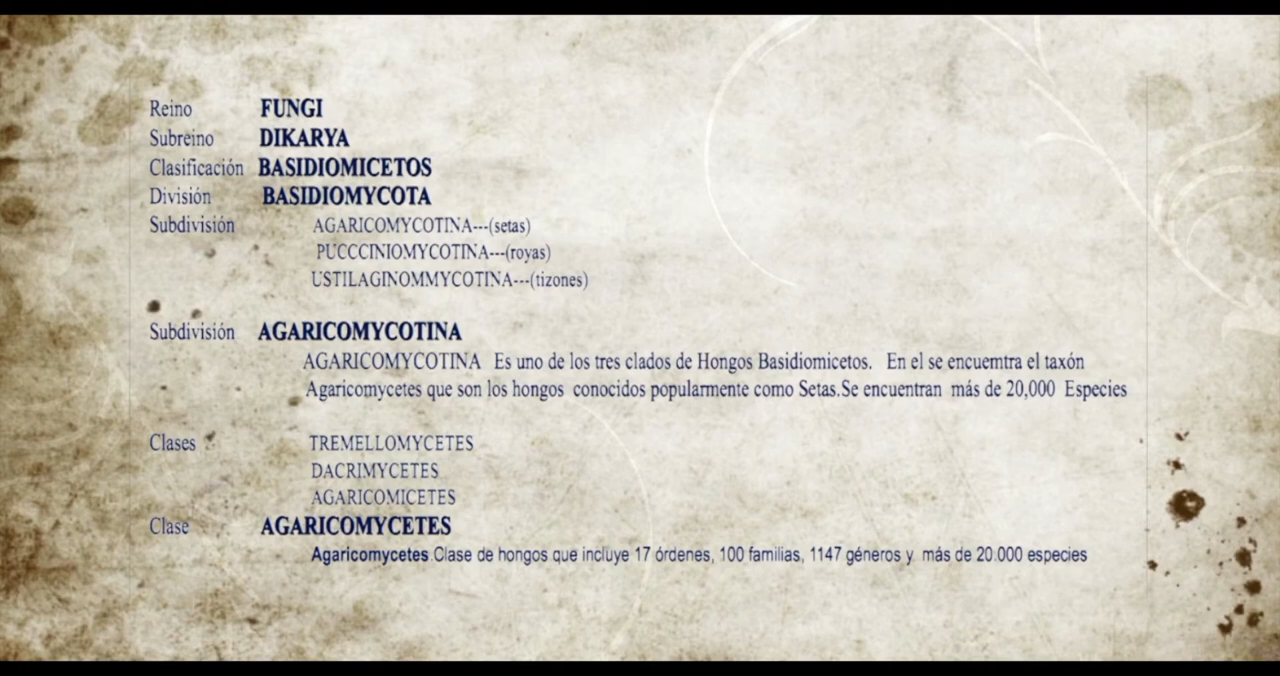 Reino FUNGI
Subreino DIKARYA
Clasificación BASIDIOMICETOS
División BASIDIOMYCOTA
Subdivisión AGARICOMYCOTINA---(setas)
PUCCCINIOMYCOTINA---(royas)
USTILAGINOMMYCOTINA---(tizones)
Subdivisión AGARICOMYCOTINA
AGARICOMYCOTINA Es uno de los tres clados de Hongos Basidiomicetos. En el se encuemtra el taxón
Agaricomycetes que son los hongos conocidos popularmente como Setas.Se encuentran más de 20,000 Especies
Clases TREMELLOMYCETES
DACRIMYCETES
AGARICOMICETES
Clase AGARICOMYCETES
Agaricomycetes.Clase de hongos que incluye 17 órdenes, 100 familias, 1147 géneros y más de 20.000 especies